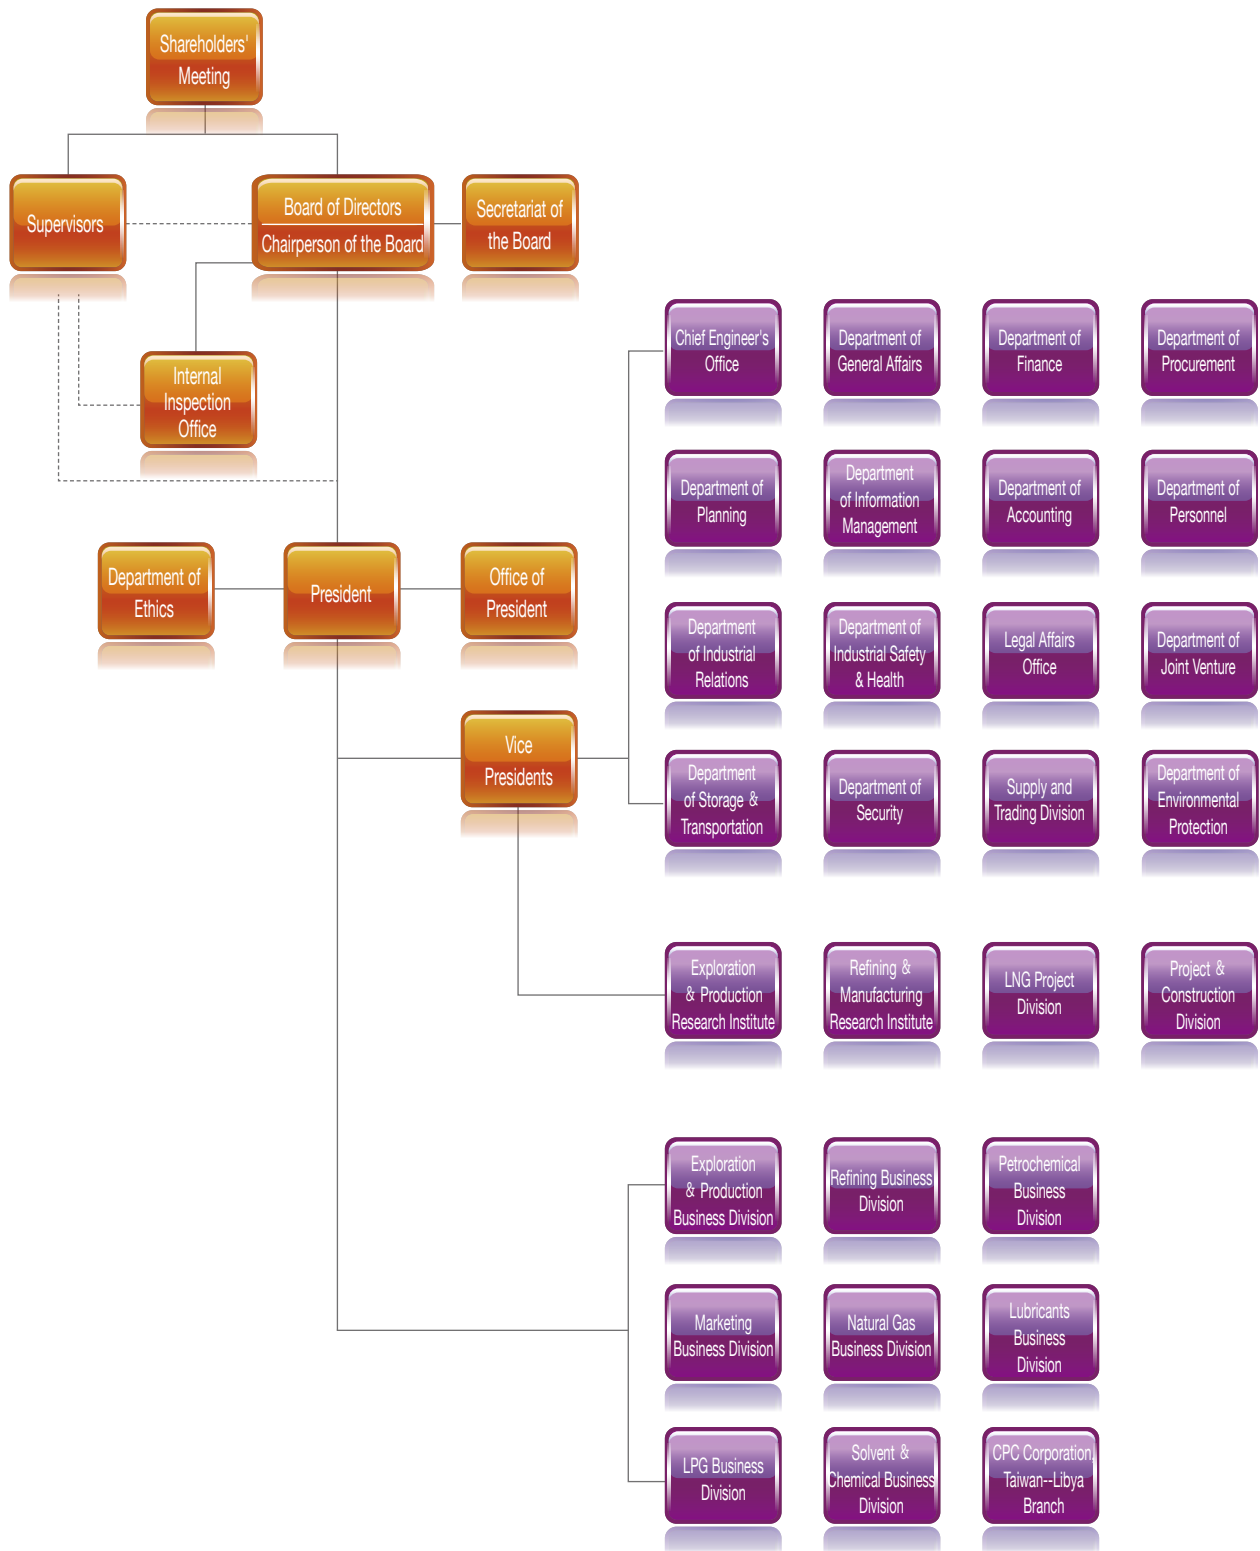 Shareholders'
Meeting
Supervisors
Board of Directors
Chairperson of the Board
Secretariat of
the Board
Internal
Inspection
Office
Department of
Ethics
President
Office of
President
Vice
Presidents
Chief Engineer's
Office
Department of
General Affairs
Department of
Finance
Department of
Procurement
Department of
Planning
Department
of Information
Management
Department of
Accounting
Department of
Personnel
Department
of Industrial
Relations
Department of
Industrial Safety
& Health
Legal Affairs
Office
Department of
Joint Venture
Department
of Storage &
Transportation
Department of
Security
Supply and
Trading Division
Department of
Environmental
Protection
Exploration
& Production
Research Institute
Refining &
Manufacturing
Research Institute
LNG Project
Division
Project &
Construction
Division
Exploration
& Production
Business Division
Refining Business
Division
Petrochemical
Business
Division
Marketing
Business Division
Natural Gas
Business Division
Lubricants
Business
Division
LPG Business
Division
Solvent &
Chemical Business
Division
CPC Corporation,
Taiwan--Libya
Branch